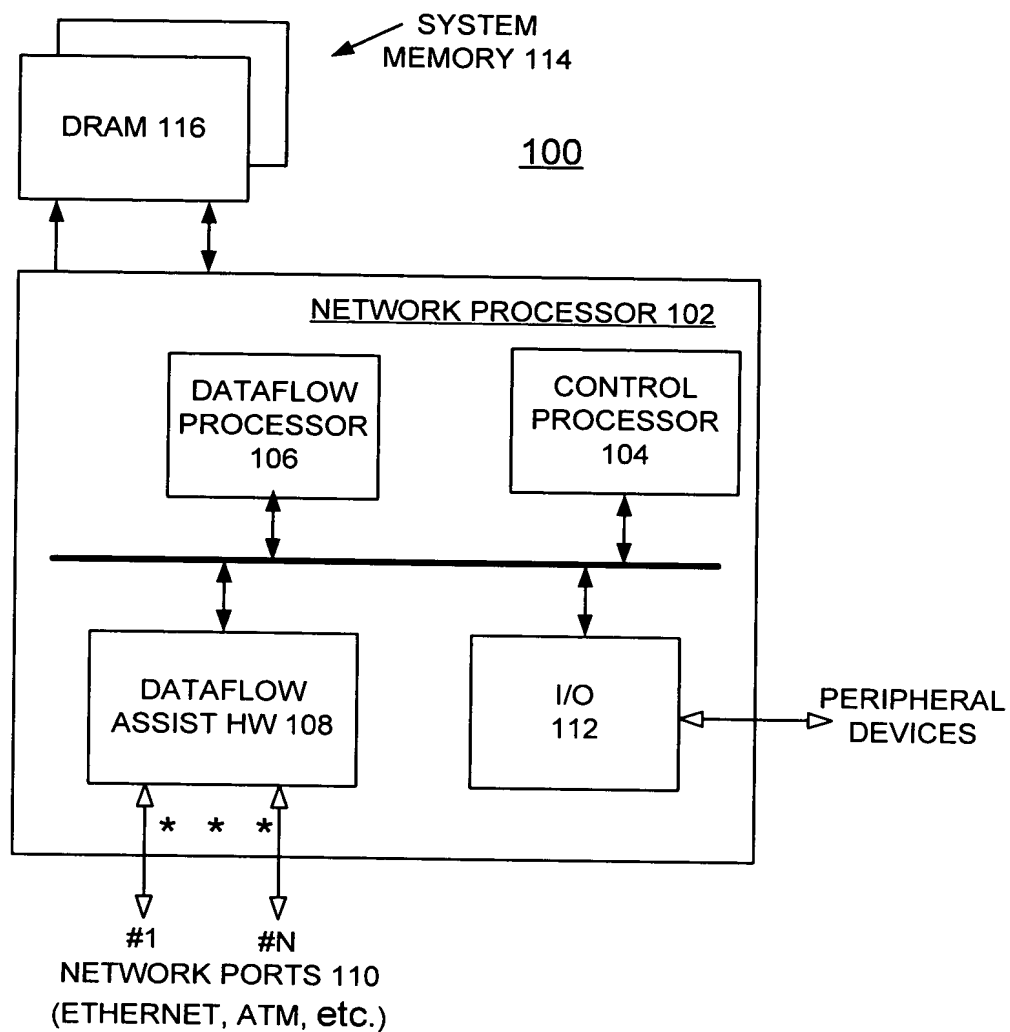 SYSTEM
MEMORY 114
DRAM 116
100
NETWORK PROCESSOR 102
DATAFLOW
PROCESSOR
106
CONTROL
PROCESSOR
104
DATAFLOW
ASSIST HW 108
I/O
112
PERIPHERAL
DEVICES
* * *
#1 #N
NETWORK PORTS 110
(ETHERNET, ATM, etc.)